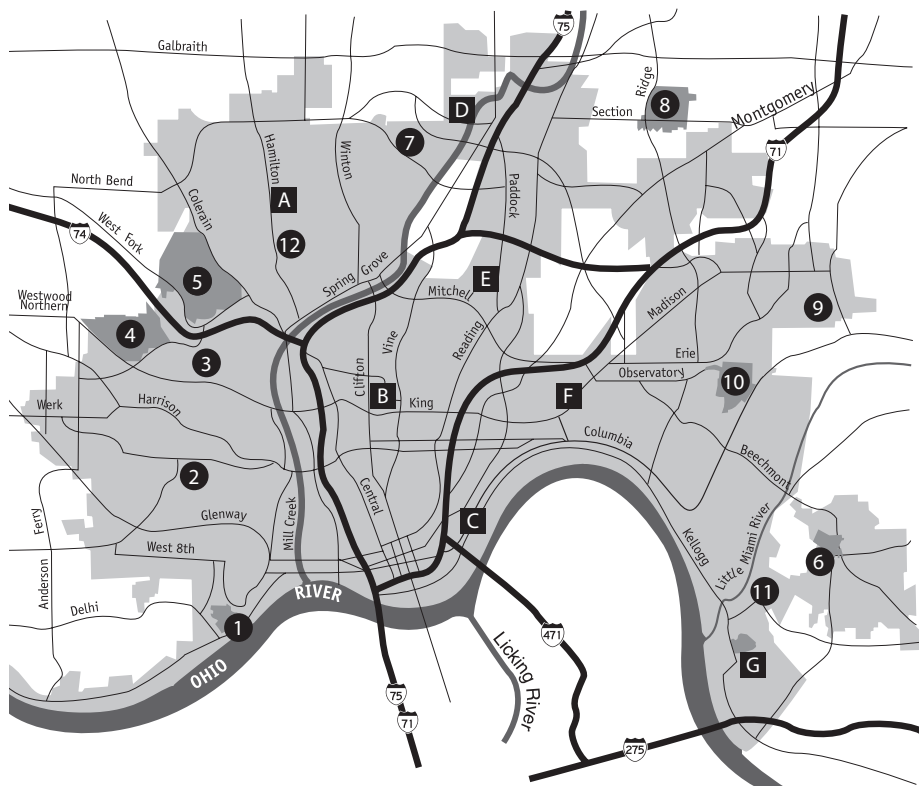 75
Galbraith
Ridge
8
D
Section
Montgomery
7
71
Hamilton
Winton
North Bend
Paddock
A
Colerain
74
West Fork
12
Spring Grove
5
E
Mitchell
Westwood
Northern
Madison
9
4
3
Vine
Reading
Erie
Observatory
10
Clifton
B
F
King
Werk
Harrison
Columbia
Beechmont
2
Central
Glenway
Mill Creek
C
Ferry
Kellogg
Little Miami River
West 8th
6
Anderson
11
RIVER
Delhi
1
471
Licking River
G
OHIO
75
71
275